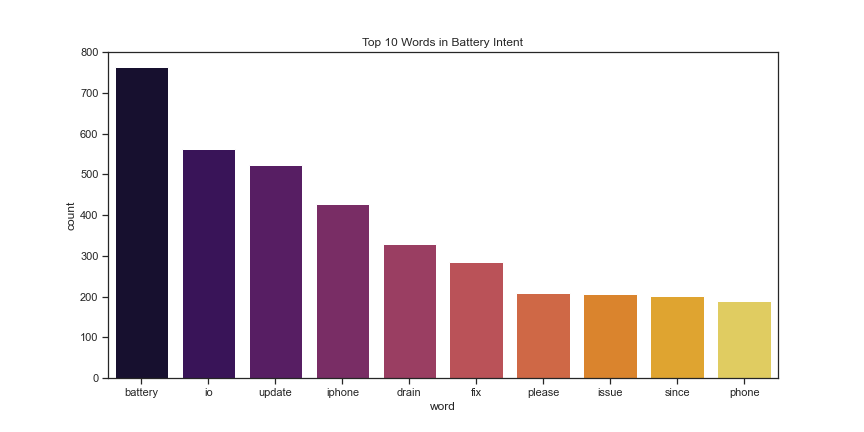 Top 10 Words in Battery Intent
800
700
600
500
400
300
200
100
0
count
battery io update iphone drain fix please issue since phone
word